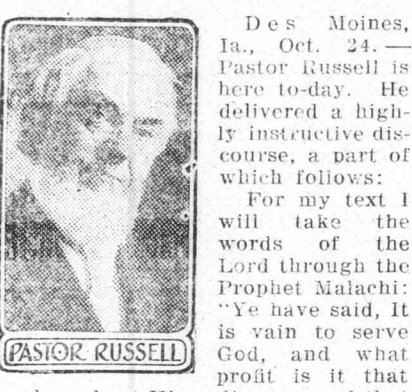 Des Moines,
Ia., Oct. 24.—
Pastor Russell is
here to-day. He
delivered a high-
ly instructive dis-
course, a part of
which follows:
For my text I
will take the
words of the
Lord through the
Prophet Malachi:
"Ye have said, It
is vain to serve
God, and what
profit is it that
PASTOR RUSSELL